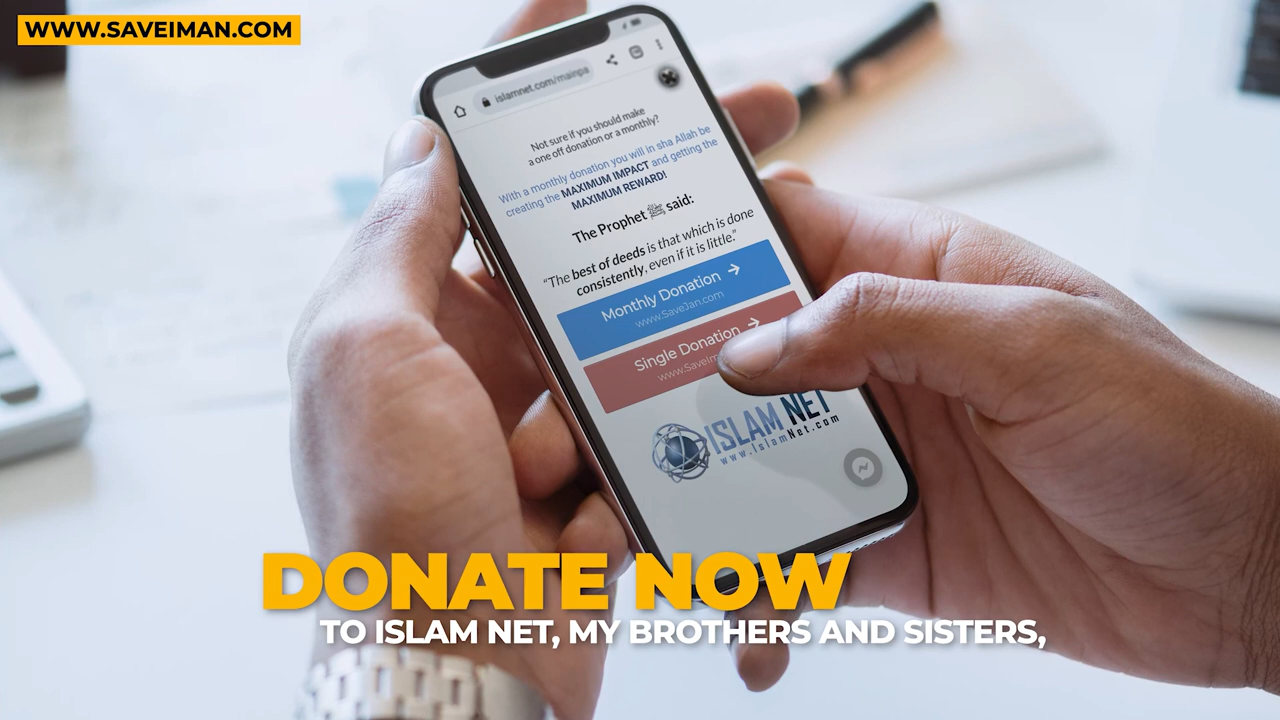 WWW.SAVEIMAN.COM
islamnet.com/mainpa
Not sure if you should make
a one off donation or a monthly?
With a monthly donation you will in sha Allah be
creating the MAXIMUM IMPACT and getting the
MAXIMUM REWARD!
The Prophet ﷺ said:
"The best of deeds is that which is done
consistently, even if it is little."
Monthly Donation →
www.SaveIan.com
Single Donation →
www.SaveIm
ISLAM NET
www.IslamNet.com
DONATE NOW
TO ISLAM NET, MY BROTHERS AND SISTERS,